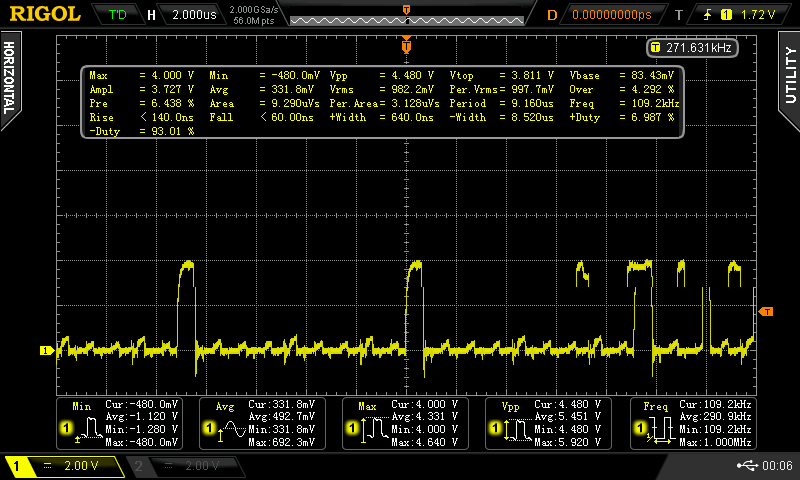 RIGOL T'D H 2.000us 2.000GSa/s 56.0M pts D 0.00000000ps T 1 1.72 V
HORIZONTAL
UTILITY
T
T 271.631kHz
Max = 4.000 V Min = -480.0mV Vpp = 4.480 V Vtop = 3.811 V Vbase = 83.43mV
Ampl = 3.727 V Avg = 331.8mV Vrms = 982.2mV Per.Vrms= 997.7mV Over = 4.292 %
Pre = 6.438 % Area = 9.290uVs Per.Area= 3.128uVs Period = 9.160us Freq = 109.2kHz
Rise < 140.0ns Fall < 60.00ns +Width = 640.0ns -Width = 8.520us +Duty = 6.987 %
-Duty = 93.01 %
T
1
Min Cur:-480.0mV Avg Cur:331.8mV Max Cur:4.000 V Vpp Cur:4.480 V Freq Cur:109.2kHz
Avg:-1.120 V Avg:492.7mV Avg:4.331 V Avg:5.451 V Avg:290.9kHz
1 Min:-1.280 V 1 Min:331.8mV 1 Min:4.000 V 1 Min:4.480 V 1 Min:109.2kHz
Max:-480.0mV Max:692.3mV Max:4.640 V Max:5.920 V Max:1.000MHz
1 2.00 V 2 2.00 V 00:06